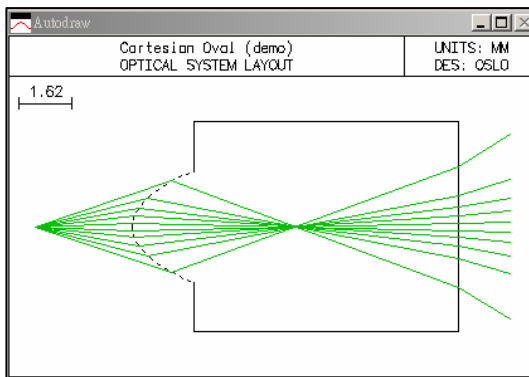 Autodraw
Cartesian Oval (demo)
OPTICAL SYSTEM LAYOUT
UNITS: MM
DES: OSLO
1.62